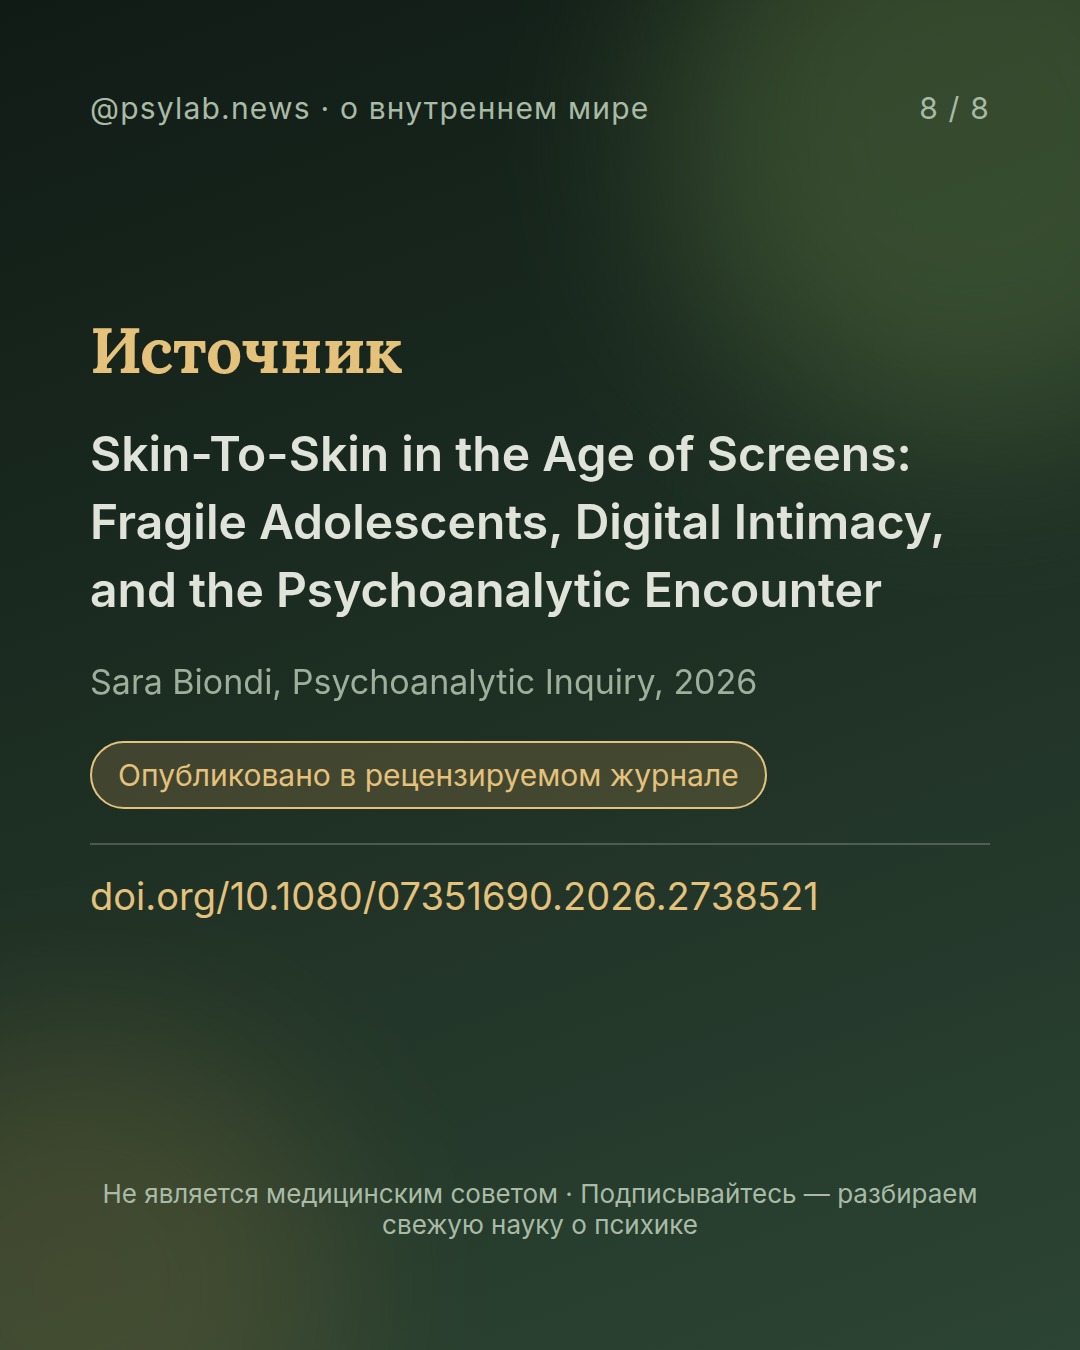 @psylab.news · о внутреннем мире
8 / 8
Источник
Skin-To-Skin in the Age of Screens:
Fragile Adolescents, Digital Intimacy,
and the Psychoanalytic Encounter
Sara Biondi, Psychoanalytic Inquiry, 2026
Опубликовано в рецензируемом журнале
doi.org/10.1080/07351690.2026.2738521
Не является медицинским советом · Подписывайтесь — разбираем
свежую науку о психике